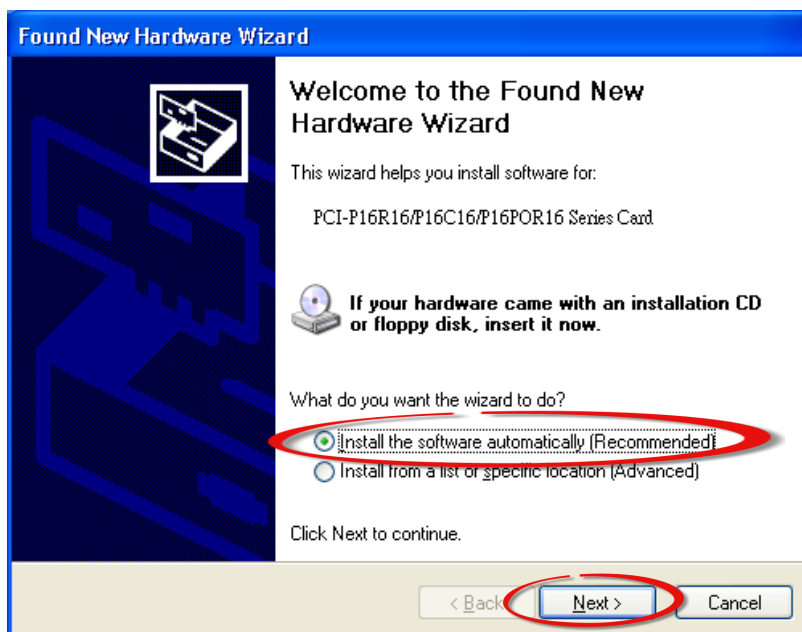 Found New Hardware Wizard
Welcome to the Found New
Hardware Wizard
This wizard helps you install software for:
PCI-P16R16/P16C16/P16POR16 Series Card
If your hardware came with an installation CD
or floppy disk, insert it now.
What do you want the wizard to do?
Install the software automatically (Recommended)
Install from a list or specific location (Advanced)
Click Next to continue.
< Back Next > Cancel